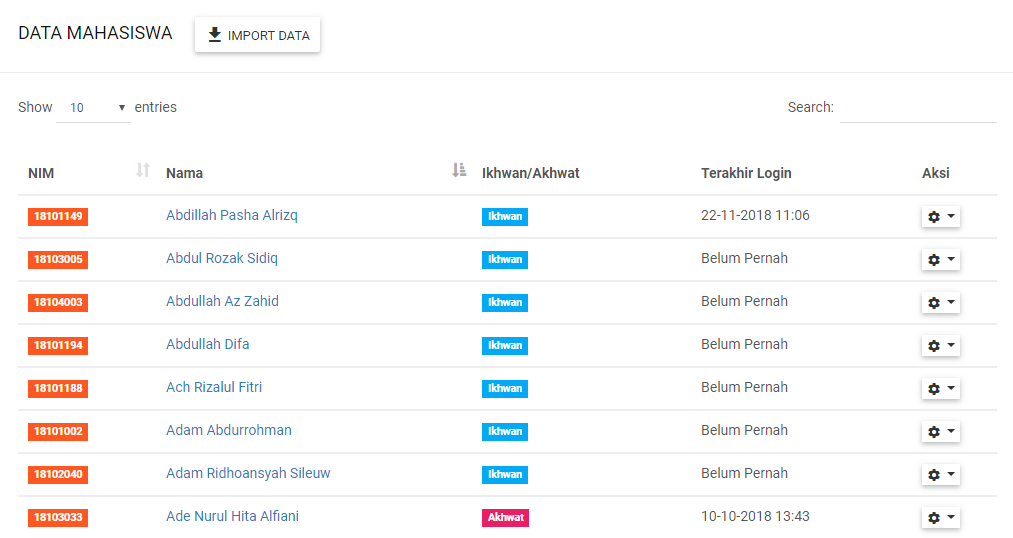 DATA MAHASISWA IMPORT DATA
Show 10 entries Search:
NIM Nama Ikhwan/Akhwat Terakhir Login Aksi
18101149 Abdillah Pasha Alrizq Ikhwan 22-11-2018 11:06
18103005 Abdul Rozak Sidiq Ikhwan Belum Pernah
18104003 Abdullah Az Zahid Ikhwan Belum Pernah
18101194 Abdullah Difa Ikhwan Belum Pernah
18101188 Ach Rizalul Fitri Ikhwan Belum Pernah
18101002 Adam Abdurrohman Ikhwan Belum Pernah
18102040 Adam Ridhoansyah Sileuw Ikhwan Belum Pernah
18103033 Ade Nurul Hita Alfiani Akhwat 10-10-2018 13:43